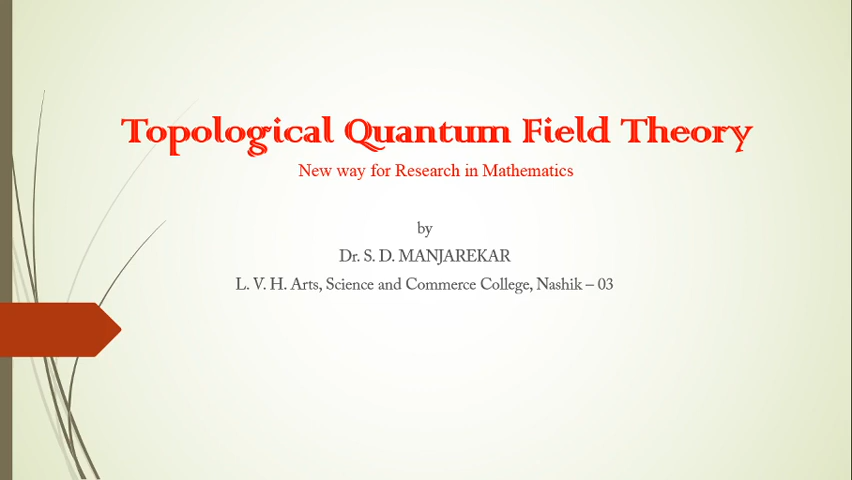 Topological Quantum Field Theory
New way for Research in Mathematics
by
Dr. S. D. MANJAREKAR
L. V. H. Arts, Science and Commerce College, Nashik – 03